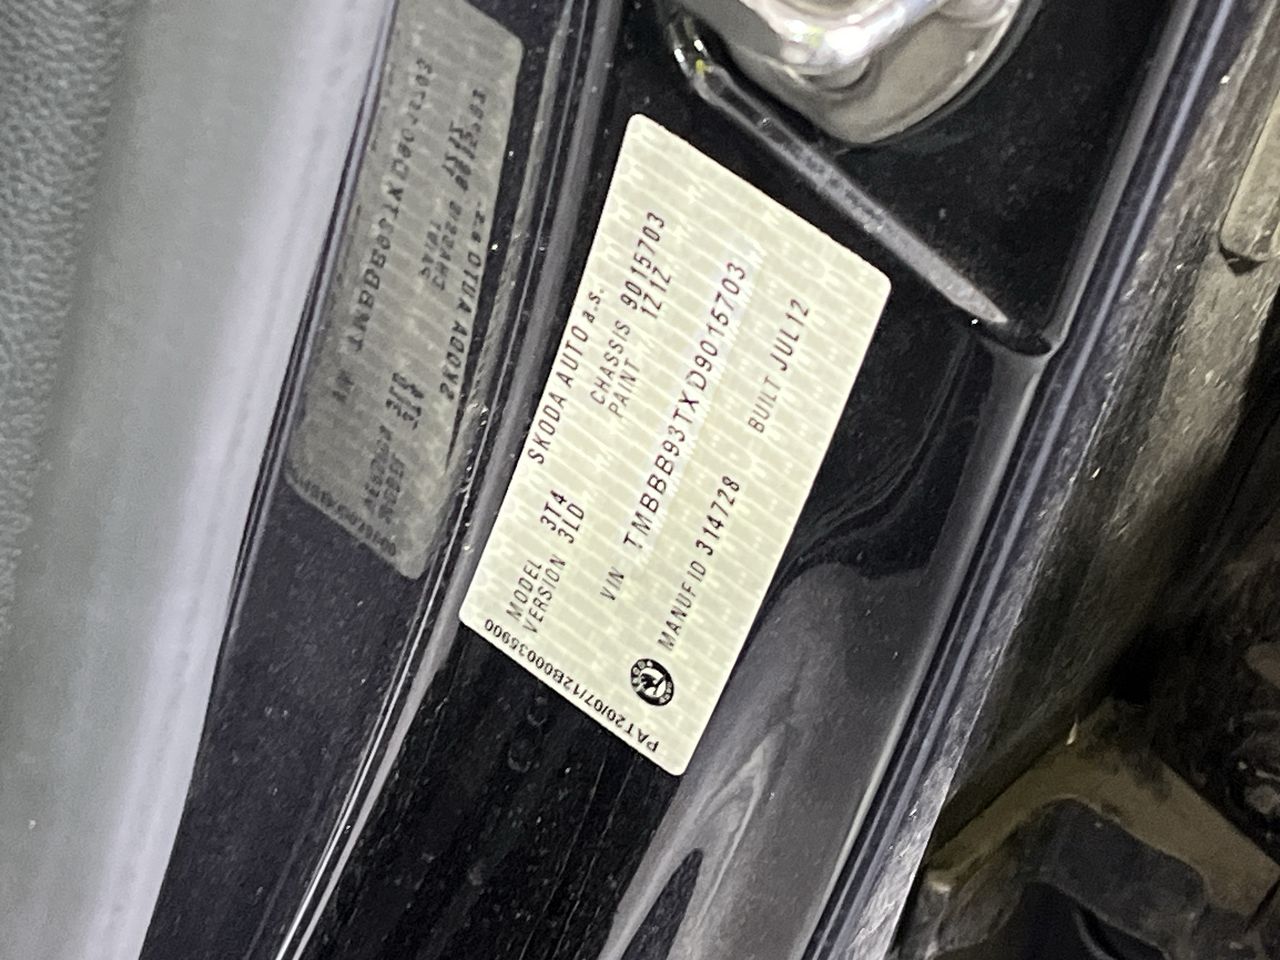 SKODA AUTO a.s.
MODEL 3T4 CHASSIS 9015703
VERSION 3LD PAINT 1Z1Z
VIN TMBBB93TXD9015703
MANUF ID 314728 BUILT JUL12
PAT20/07/12B00035900